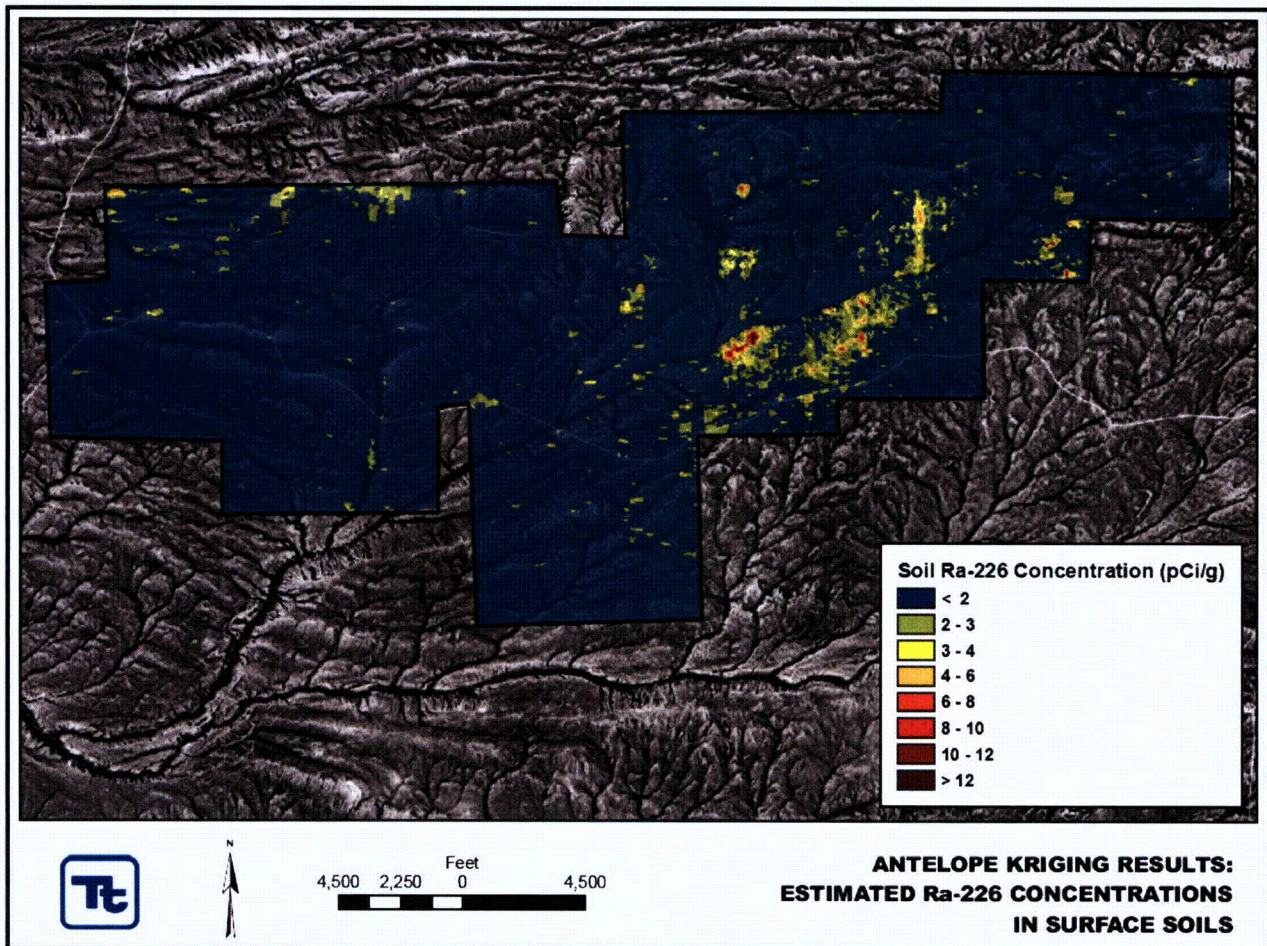 Soil Ra-226 Concentration (pCi/g)
< 2
2 - 3
3 - 4
4 - 6
6 - 8
8 - 10
10 - 12
> 12
Tt
N
Feet
4,500 2,250 0 4,500
ANTELOPE KRIGING RESULTS:
ESTIMATED Ra-226 CONCENTRATIONS
IN SURFACE SOILS